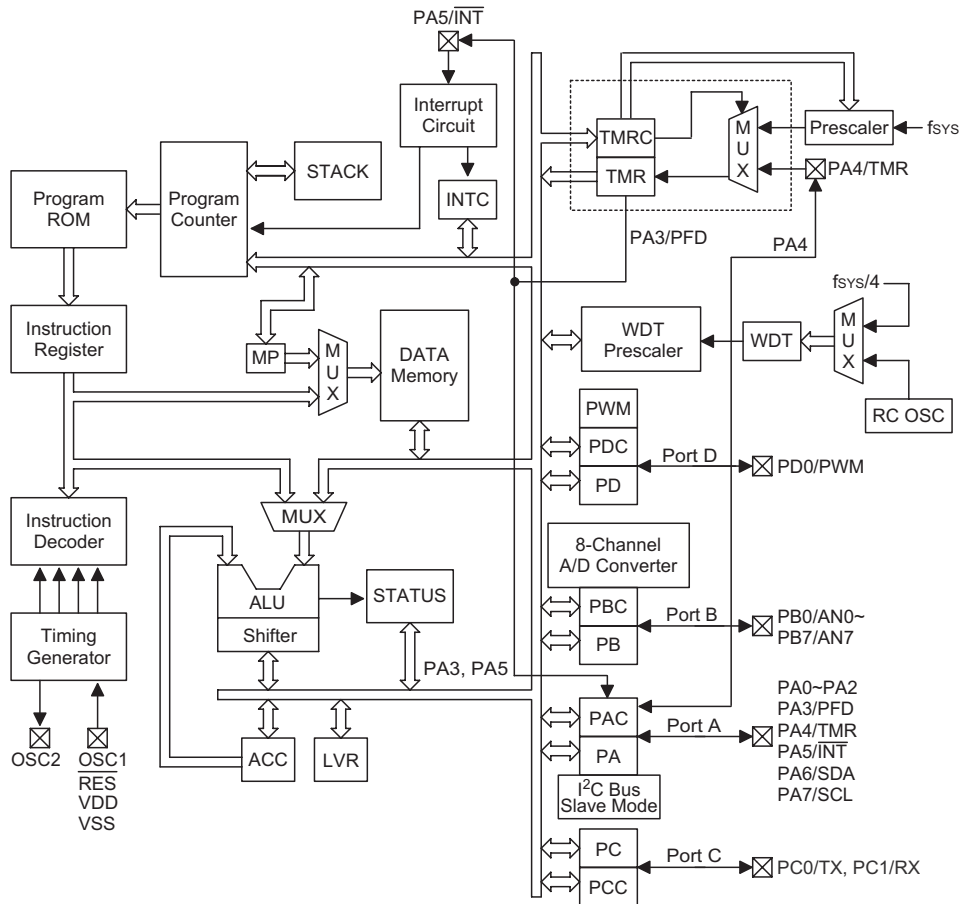 PA5/INT
Interrupt
Circuit
STACK
INTC
Program
ROM
Program
Counter
TMRC
TMR
MUX
Prescaler
fSYS
PA4/TMR
PA3/PFD
PA4
Instruction
Register
MP
MUX
DATA
Memory
WDT
Prescaler
WDT
MUX
fSYS/4
RC OSC
PWM
PDC
PD
Port D
PD0/PWM
Instruction
Decoder
MUX
ALU
Shifter
STATUS
8-Channel
A/D Converter
PBC
PB
Port B
PB0/AN0~
PB7/AN7
Timing
Generator
PA3, PA5
PAC
PA
Port A
I²C Bus
Slave Mode
PA0~PA2
PA3/PFD
PA4/TMR
PA5/INT
PA6/SDA
PA7/SCL
OSC2
OSC1
RES
VDD
VSS
ACC
LVR
PC
PCC
Port C
PC0/TX, PC1/RX